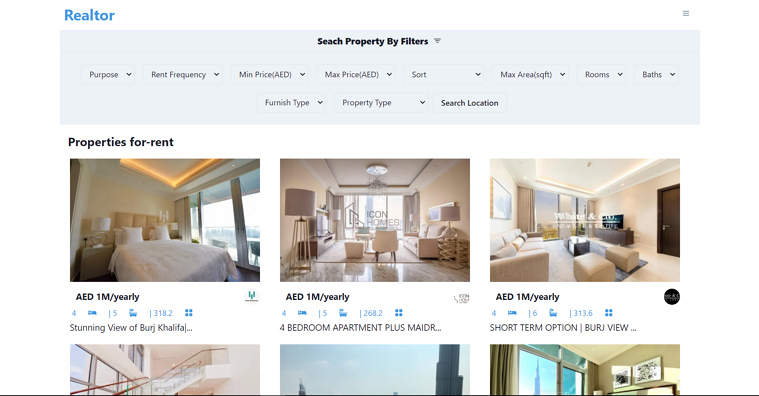 Realtor
Seach Property By Filters
Purpose Rent Frequency Min Price(AED) Max Price(AED) Sort Max Area(sqft) Rooms Baths
Furnish Type Property Type Search Location
Properties for-rent
ICON
HOMES
White & Co
AED 1M/yearly AED 1M/yearly AED 1M/yearly
4 | 5 | 318.2 4 | 5 | 268.2 4 | 6 | 313.6
Stunning View of Burj Khalifa|... 4 BEDROOM APARTMENT PLUS MAIDR... SHORT TERM OPTION | BURJ VIEW ...